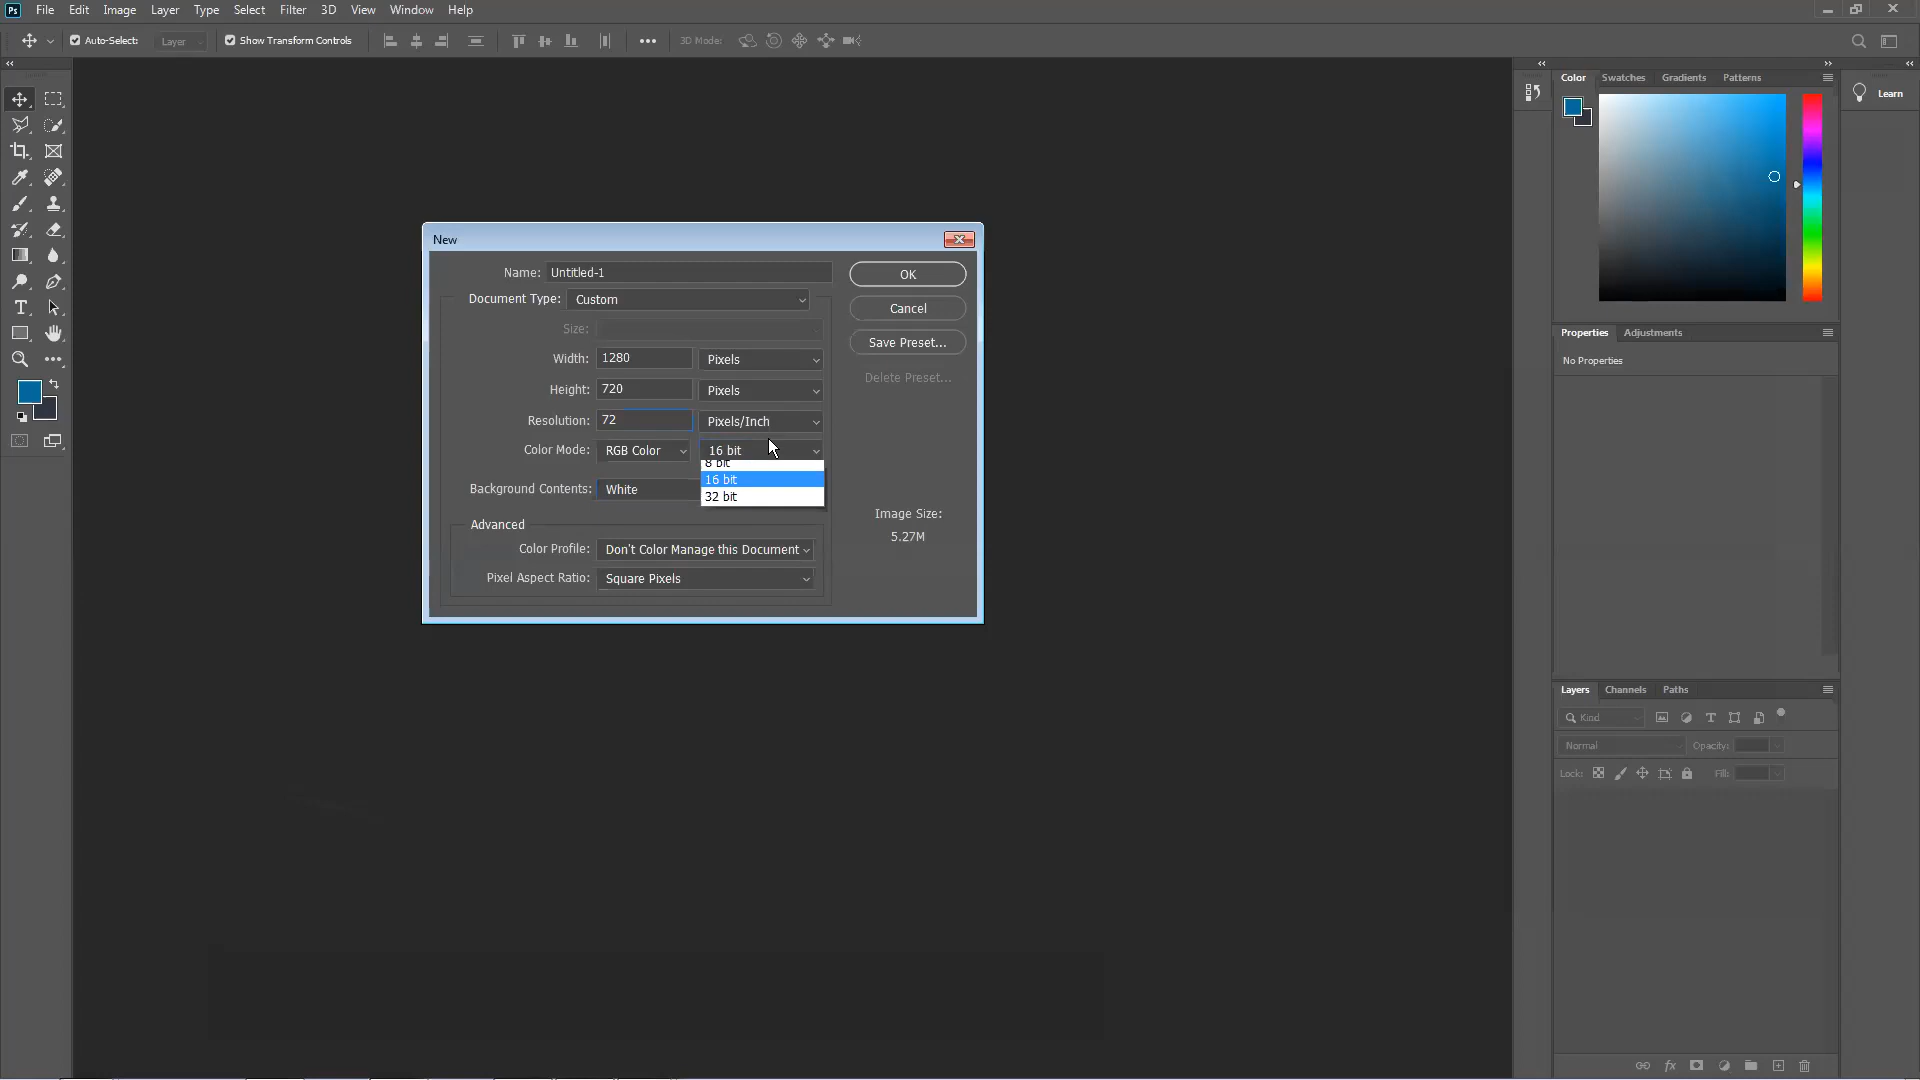 Ps File Edit Image Layer Type Select Filter 3D View Window Help
Auto-Select: Layer Show Transform Controls 3D Mode:
Color Swatches Gradients Patterns
Learn
New
Name: Untitled-1
OK
Document Type: Custom
Cancel
Size:
Save Preset...
Width: 1280 Pixels
Delete Preset...
Height: 720 Pixels
Resolution: 72 Pixels/Inch
Color Mode: RGB Color 16 bit
8 bit
16 bit
32 bit
Background Contents: White
Image Size:
5.27M
Advanced
Color Profile: Don't Color Manage this Document
Pixel Aspect Ratio: Square Pixels
Properties Adjustments
No Properties
Layers Channels Paths
Kind
Normal Opacity:
Lock: Fill: